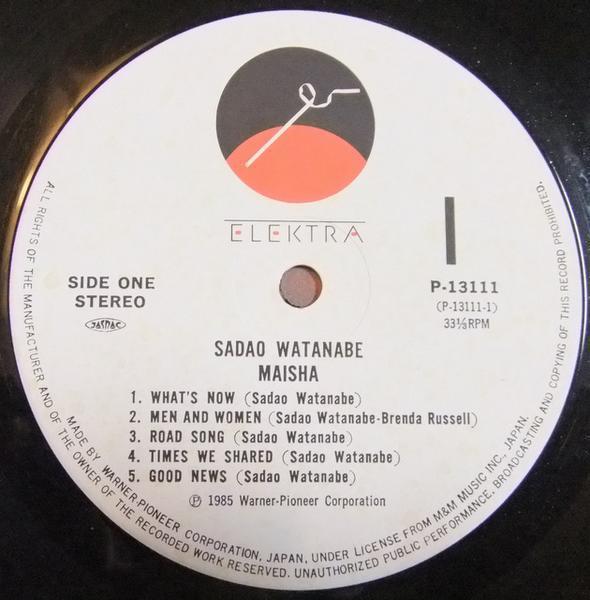 ELEKTRA
SIDE ONE
STEREO
JASRAC
P-13111
(P-13111-1)
33⅓RPM
SADAO WATANABE
MAISHA
1. WHAT'S NOW (Sadao Watanabe)
2. MEN AND WOMEN (Sadao Watanabe-Brenda Russell)
3. ROAD SONG (Sadao Watanabe)
4. TIMES WE SHARED (Sadao Watanabe)
5. GOOD NEWS (Sadao Watanabe)
Ⓟ 1985 Warner-Pioneer Corporation
ALL RIGHTS OF THE MANUFACTURER AND OF THE OWNER OF THE RECORDED WORK RESERVED. UNAUTHORIZED PUBLIC PERFORMANCE, BROADCASTING AND COPYING OF THIS RECORD PROHIBITED.
MADE BY WARNER-PIONEER CORPORATION, JAPAN, UNDER LICENSE FROM M&M MUSIC INC., JAPAN.